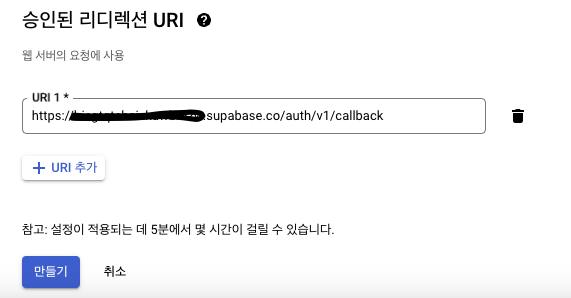 승인된 리디렉션 URI
웹 서버의 요청에 사용
URI 1 *
https://.supabase.co/auth/v1/callback
URI 추가
참고: 설정이 적용되는 데 5분에서 몇 시간이 걸릴 수 있습니다.
만들기 취소